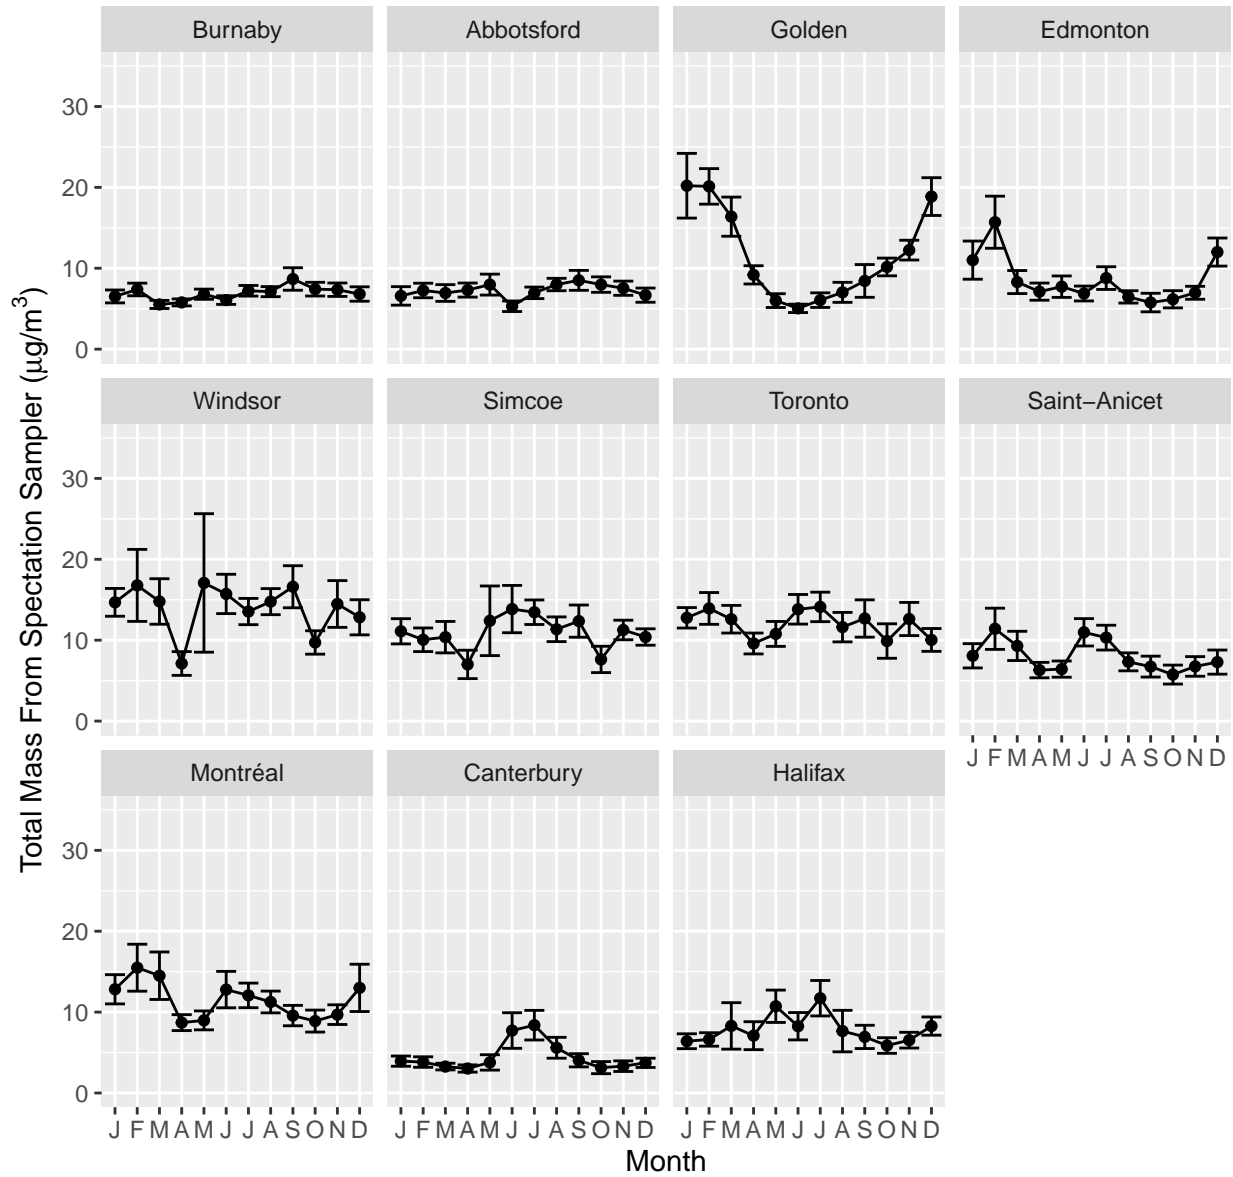 Burnaby Abbotsford Golden Edmonton
30
20
10
0
Windsor Simcoe Toronto Saint−Anicet
30
20
10
0
J F M A M J J A S O N D
Montréal Canterbury Halifax
30
20
10
0
J F M A M J J A S O N D J F M A M J J A S O N D J F M A M J J A S O N D
Month
Total Mass From Spectation Sampler (µg/m³)